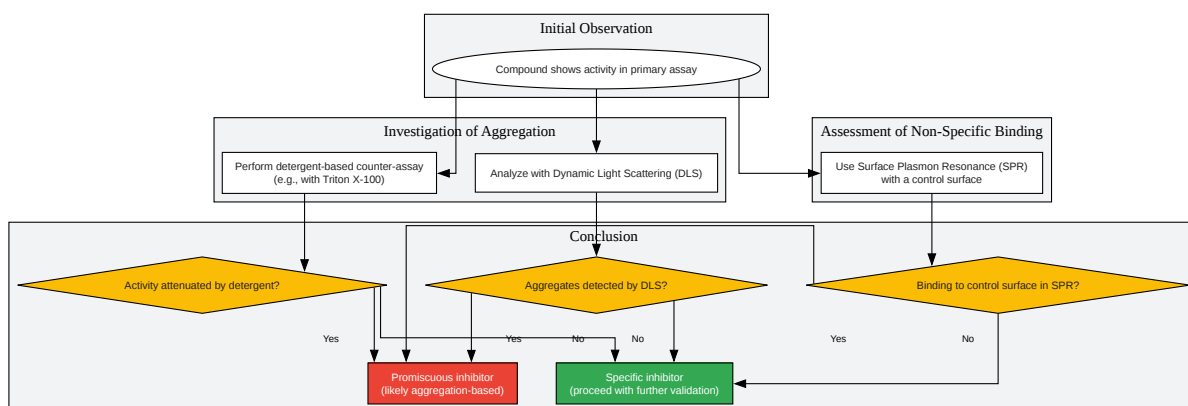 Initial Observation
Compound shows activity in primary assay
Investigation of Aggregation
Assessment of Non-Specific Binding
Perform detergent-based counter-assay
(e.g., with Triton X-100)
Analyze with Dynamic Light Scattering (DLS)
Use Surface Plasmon Resonance (SPR)
with a control surface
Conclusion
Activity attenuated by detergent?
Aggregates detected by DLS?
Binding to control surface in SPR?
Yes
Yes
No
No
Yes
No
Promiscuous inhibitor
(likely aggregation-based)
Specific inhibitor
(proceed with further validation)